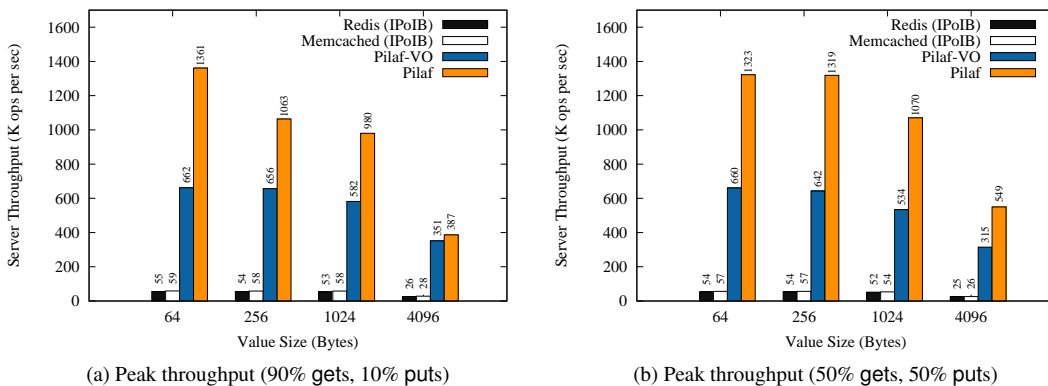 1600
1400
1200
1000
800
600
400
200
0
Server Throughput (K ops per sec)
Redis (IPoIB)
Memcached (IPoIB)
Pilaf-VO
Pilaf
55 59 662 1361
54 58 656 1063
53 58 582 980
26 28 351 387
64 256 1024 4096
Value Size (Bytes)
(a) Peak throughput (90% gets, 10% puts)
1600
1400
1200
1000
800
600
400
200
0
Server Throughput (K ops per sec)
Redis (IPoIB)
Memcached (IPoIB)
Pilaf-VO
Pilaf
54 57 660 1323
54 57 642 1319
52 54 534 1070
25 26 315 549
64 256 1024 4096
Value Size (Bytes)
(b) Peak throughput (50% gets, 50% puts)